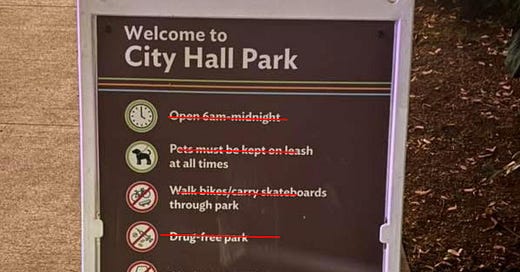 Welcome to
City Hall Park
Open 6am-midnight
Pets must be kept on leash
at all times
Walk bikes/carry skateboards
through park
Drug-free park